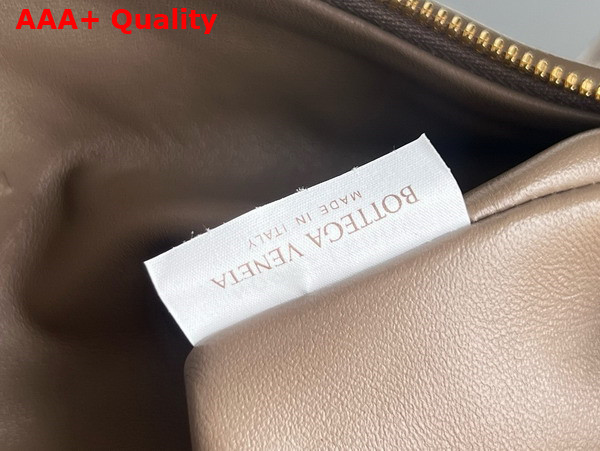 AAA+ Quality
BOTTEGA VENETA
MADE IN ITALY